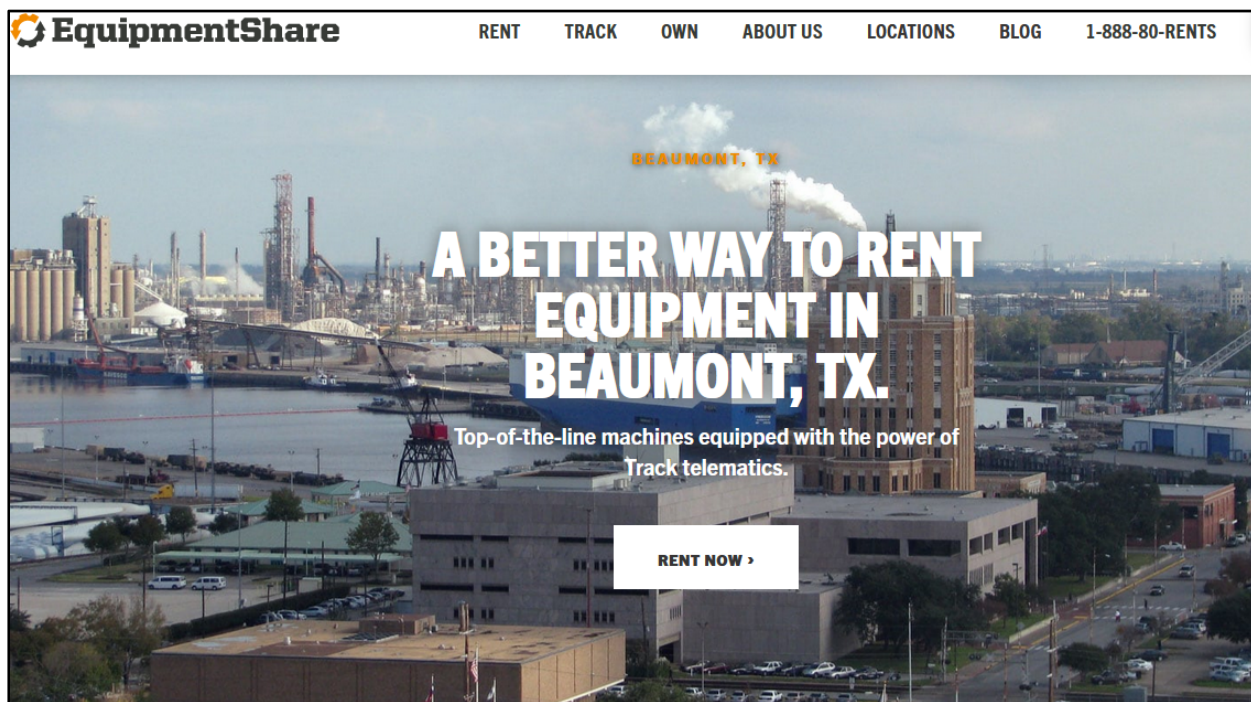 EquipmentShare
RENT TRACK OWN ABOUT US LOCATIONS BLOG 1-888-80-RENTS
BEAUMONT, TX
A BETTER WAY TO RENT
EQUIPMENT IN
BEAUMONT, TX.
Top-of-the-line machines equipped with the power of
Track telematics.
RENT NOW ›